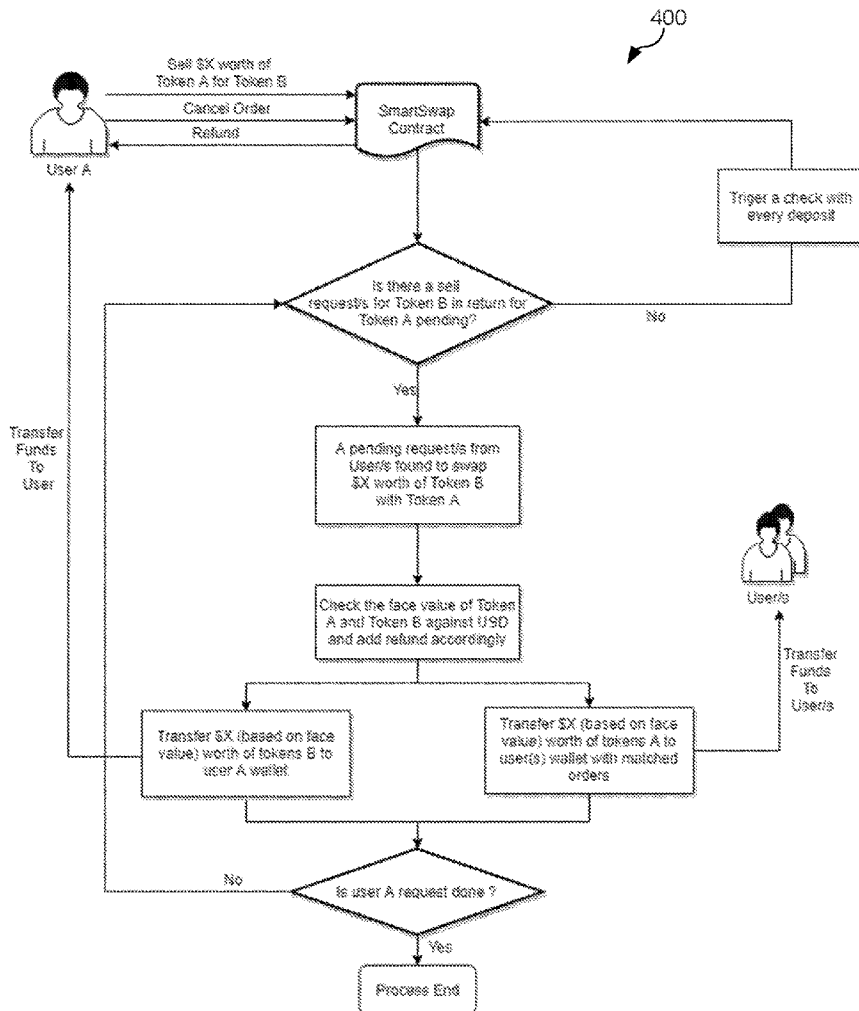 400
Sell $X worth of
Token A for Token B
Cancel Order
Refund
User A
SmartSwap
Contract
Triger a check with
every deposit
Is there a sell
request/s for Token B in return for
Token A pending?
No
Yes
Transfer
Funds
To
User
A pending request/s from
User/s found to swap
$X worth of Token B
with Token A
User/s
Check the face value of Token
A and Token B against USD
and add refund accordingly
Transfer
Funds
To
User/s
Transfer $X (based on face
value) worth of tokens B to
user A wallet
Transfer $X (based on face
value) worth of tokens A to
user(s) wallet with matched
orders
No
Is user A request done ?
Yes
Process End